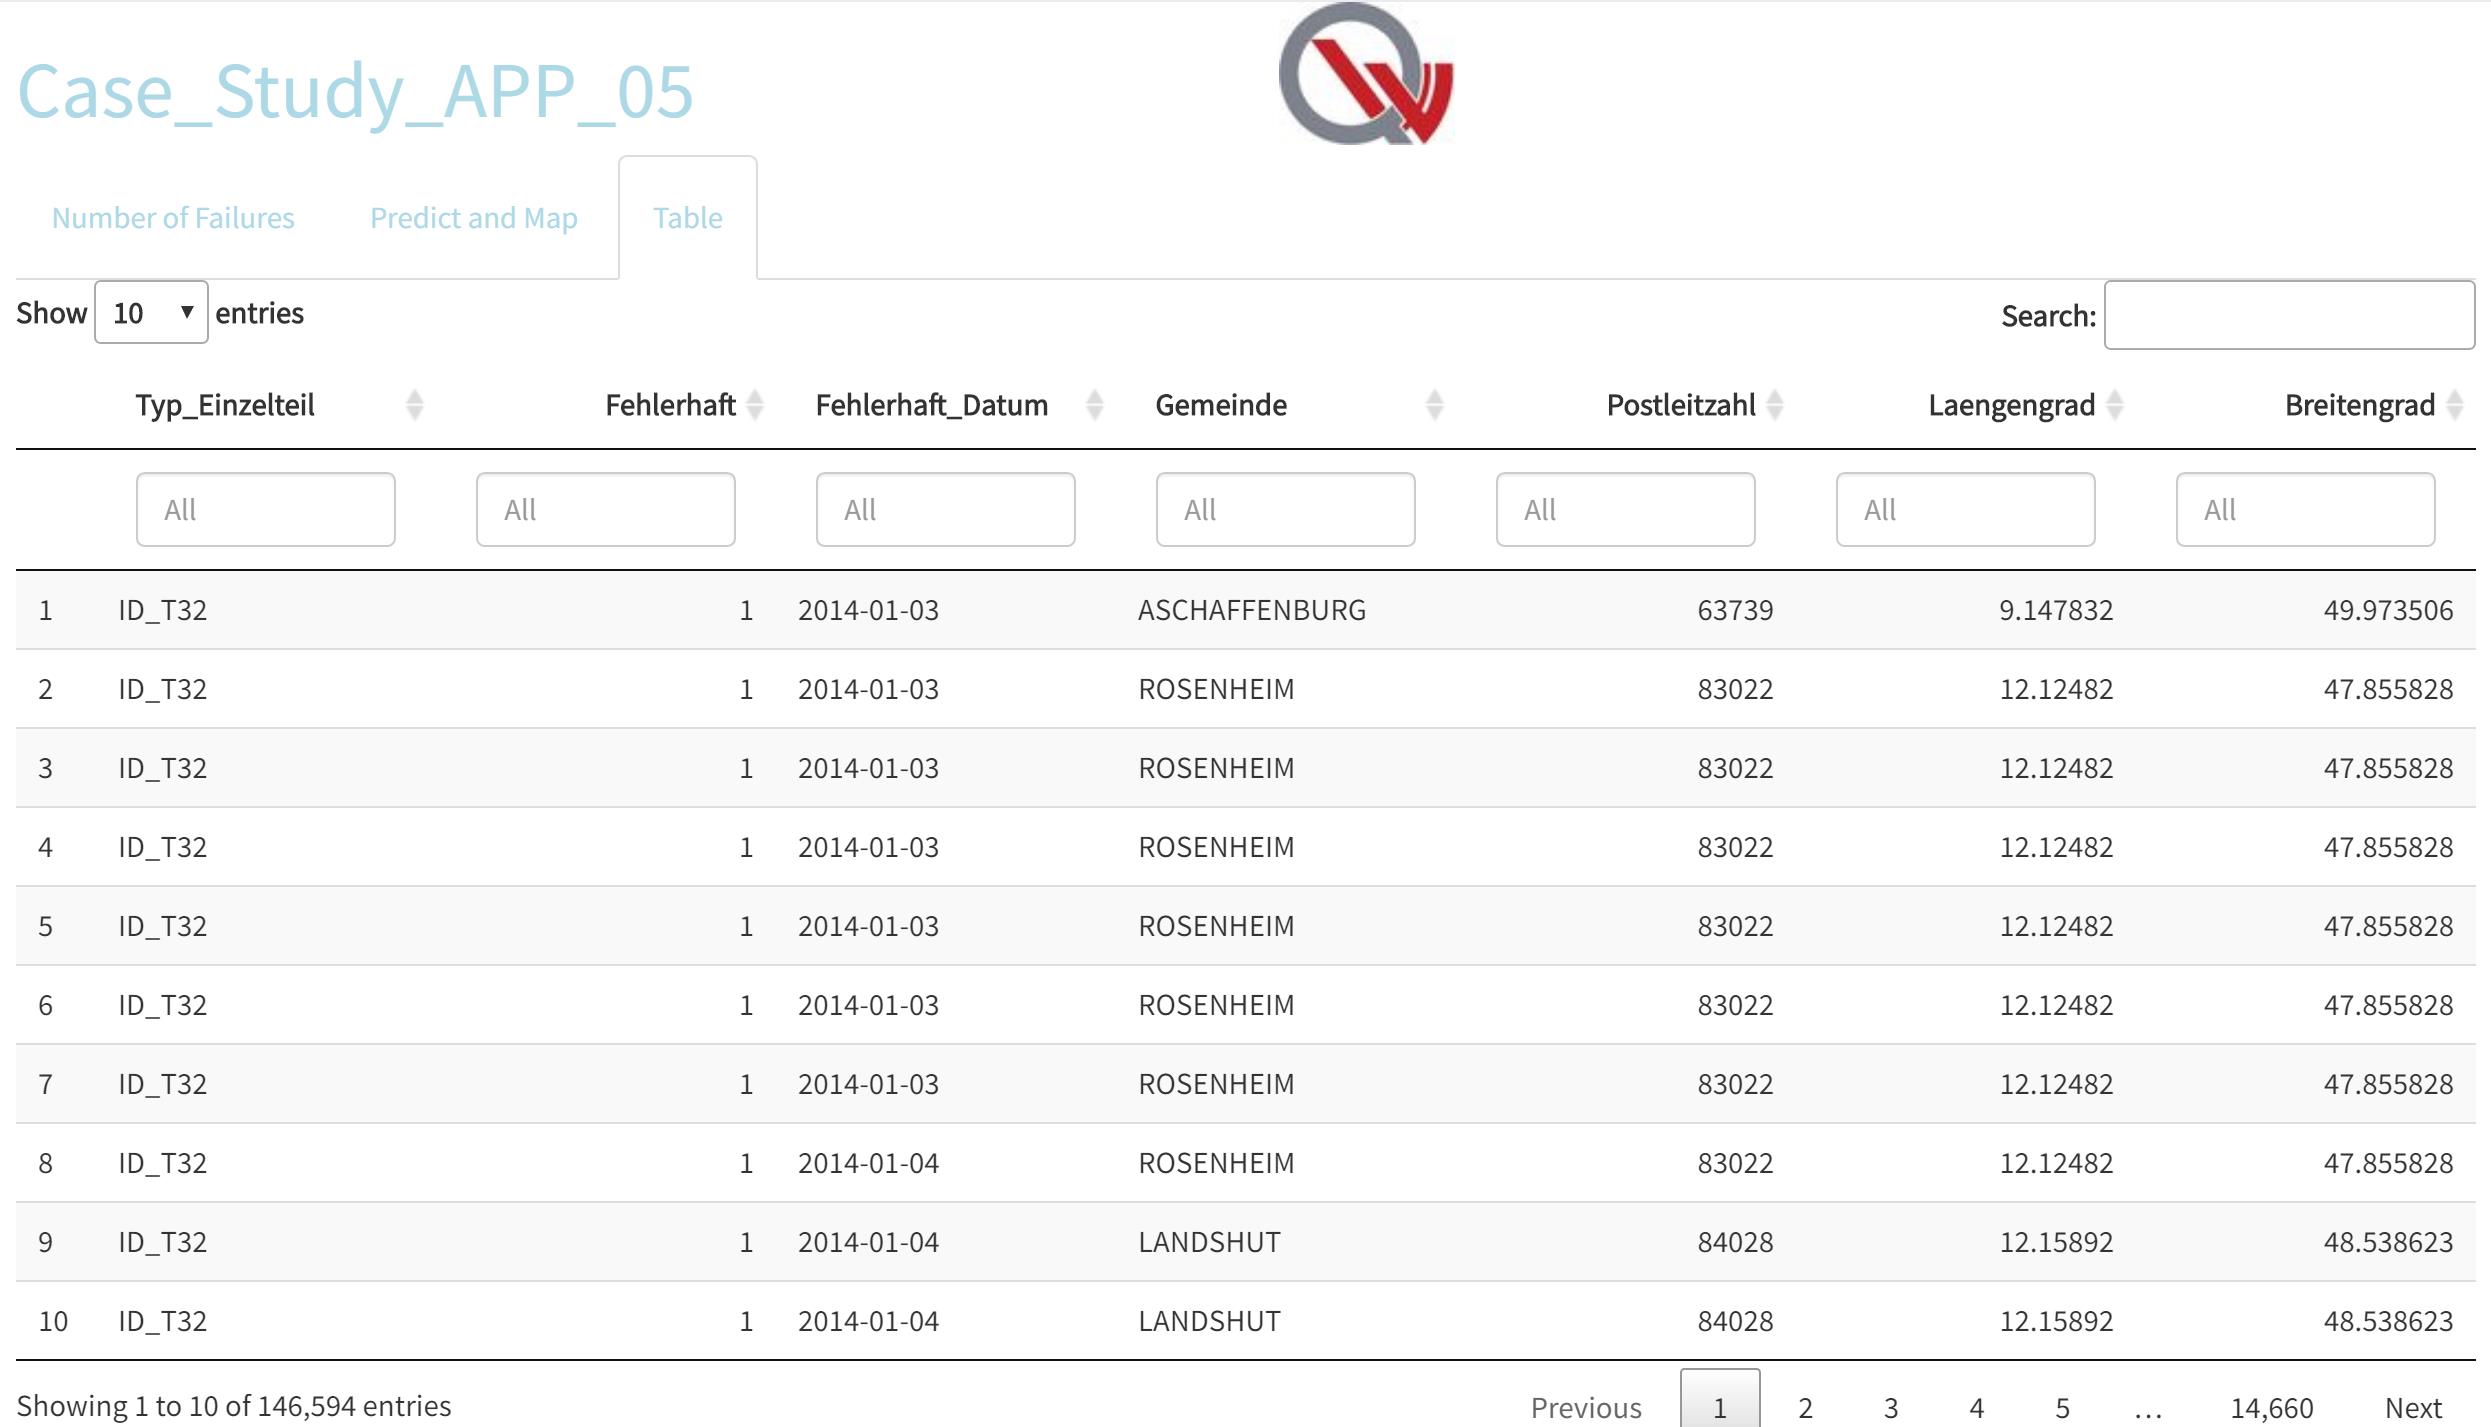 Case_Study_APP_05
Number of Failures Predict and Map Table
Show 10 entries Search:
Typ_Einzelteil Fehlerhaft Fehlerhaft_Datum Gemeinde Postleitzahl Laengengrad Breitengrad
All All All All All All All
1 ID_T32 1 2014-01-03 ASCHAFFENBURG 63739 9.147832 49.973506
2 ID_T32 1 2014-01-03 ROSENHEIM 83022 12.12482 47.855828
3 ID_T32 1 2014-01-03 ROSENHEIM 83022 12.12482 47.855828
4 ID_T32 1 2014-01-03 ROSENHEIM 83022 12.12482 47.855828
5 ID_T32 1 2014-01-03 ROSENHEIM 83022 12.12482 47.855828
6 ID_T32 1 2014-01-03 ROSENHEIM 83022 12.12482 47.855828
7 ID_T32 1 2014-01-03 ROSENHEIM 83022 12.12482 47.855828
8 ID_T32 1 2014-01-04 ROSENHEIM 83022 12.12482 47.855828
9 ID_T32 1 2014-01-04 LANDSHUT 84028 12.15892 48.538623
10 ID_T32 1 2014-01-04 LANDSHUT 84028 12.15892 48.538623
Showing 1 to 10 of 146,594 entries Previous 1 2 3 4 5 … 14,660 Next